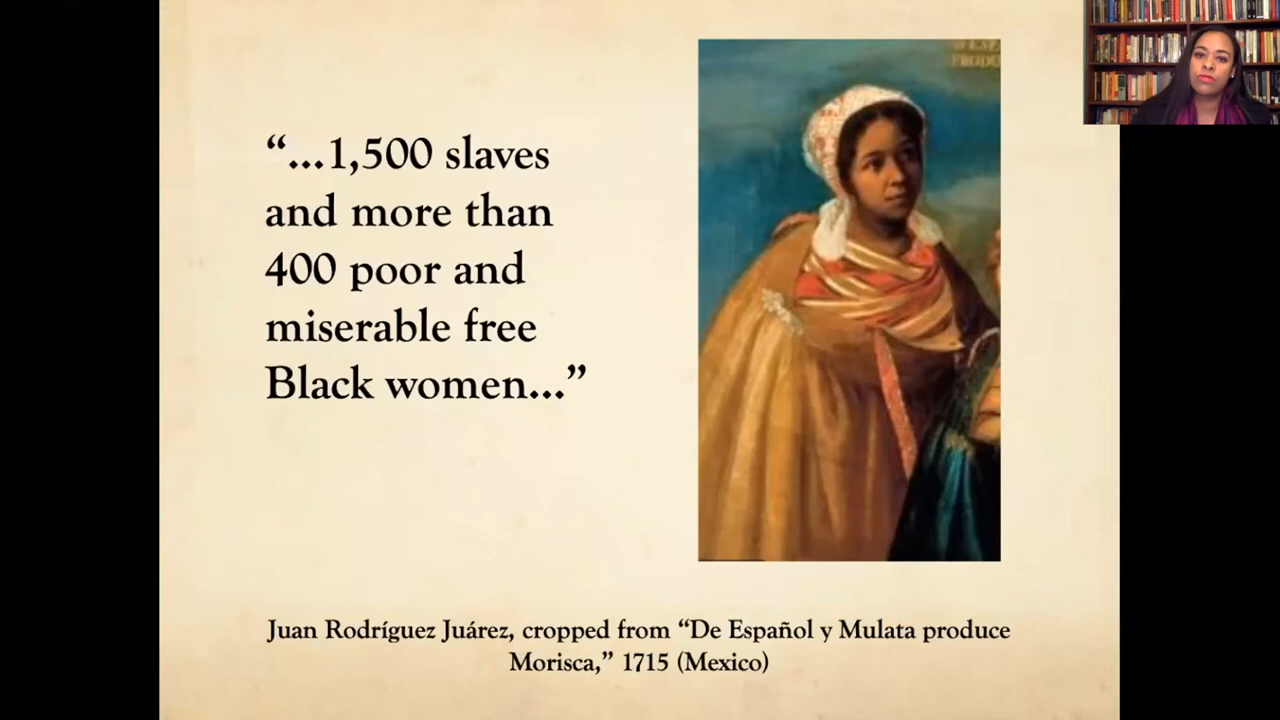 “...1,500 slaves
and more than
400 poor and
miserable free
Black women...”
Juan Rodríguez Juárez, cropped from “De Español y Mulata produce
Morisca,” 1715 (Mexico)